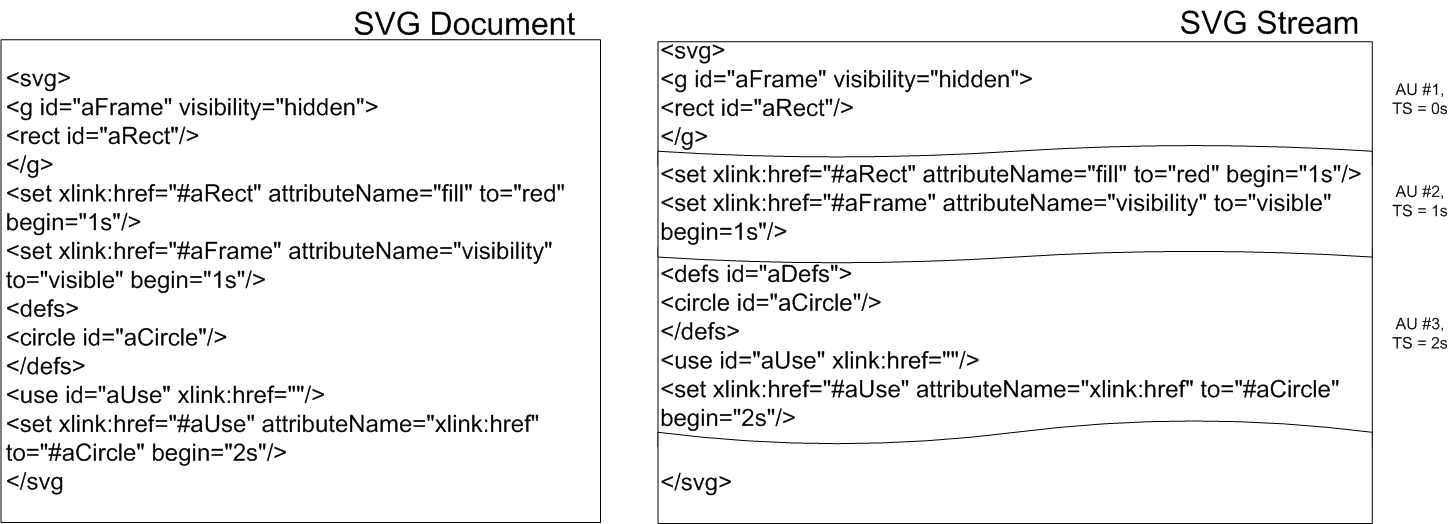 SVG Document
<svg>
<g id="aFrame" visibility="hidden">
<rect id="aRect"/>
</g>
<set xlink:href="#aRect" attributeName="fill" to="red"
begin="1s"/>
<set xlink:href="#aFrame" attributeName="visibility"
to="visible" begin="1s"/>
<defs>
<circle id="aCircle"/>
</defs>
<use id="aUse" xlink:href=""/>
<set xlink:href="#aUse" attributeName="xlink:href"
to="#aCircle" begin="2s"/>
</svg
SVG Stream
<svg>
<g id="aFrame" visibility="hidden">
<rect id="aRect"/>
</g>
AU #1,
TS = 0s
<set xlink:href="#aRect" attributeName="fill" to="red" begin="1s"/>
<set xlink:href="#aFrame" attributeName="visibility" to="visible"
begin=1s"/>
AU #2,
TS = 1s
<defs id="aDefs">
<circle id="aCircle"/>
</defs>
<use id="aUse" xlink:href=""/>
<set xlink:href="#aUse" attributeName="xlink:href" to="#aCircle"
begin="2s"/>
AU #3,
TS = 2s
</svg>